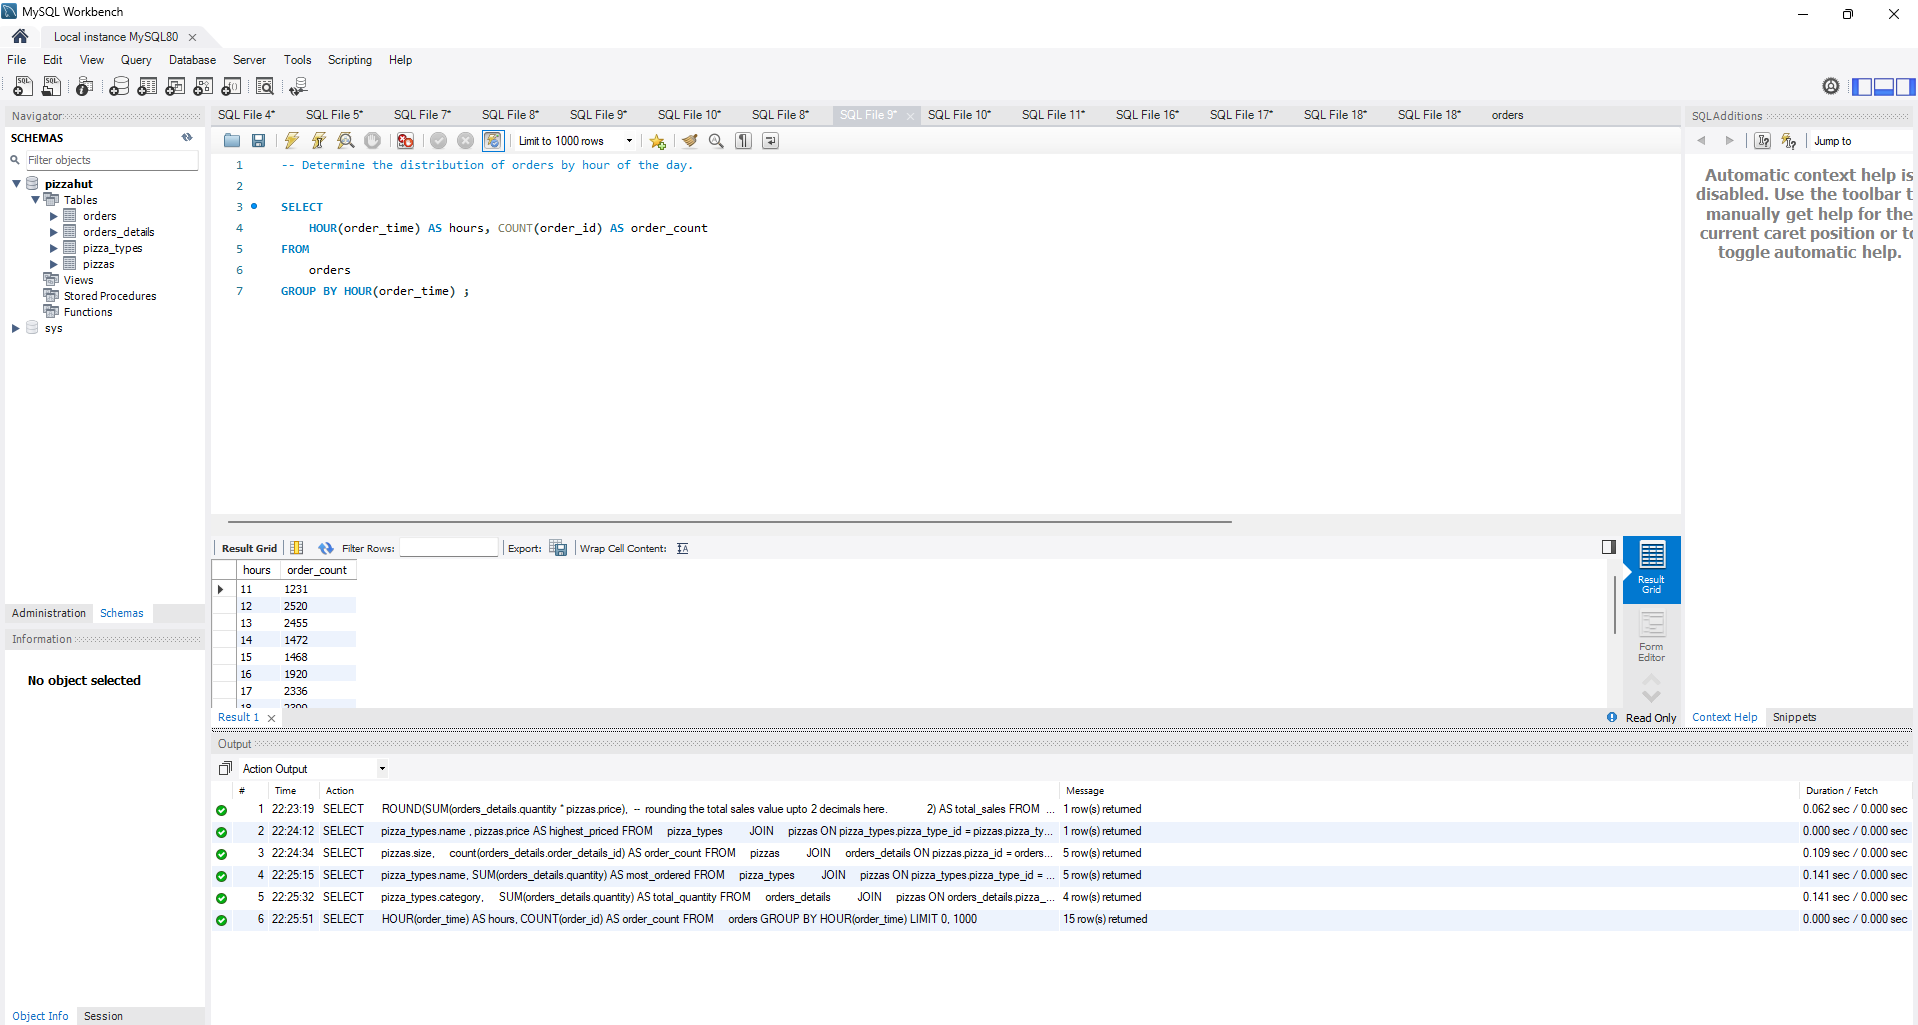 MySQL Workbench
Local instance MySQL80
File Edit View Query Database Server Tools Scripting Help
Navigator
SCHEMAS
Filter objects
pizzahut
Tables
orders
orders_details
pizza_types
pizzas
Views
Stored Procedures
Functions
sys
Administration Schemas
Information
No object selected
Object Info Session
SQL File 4* SQL File 5* SQL File 7* SQL File 8* SQL File 9* SQL File 10* SQL File 8* SQL File 9* SQL File 10* SQL File 11* SQL File 16* SQL File 17* SQL File 18* SQL File 18* orders
Limit to 1000 rows
1 -- Determine the distribution of orders by hour of the day.
2
3 SELECT
4 HOUR(order_time) AS hours, COUNT(order_id) AS order_count
5 FROM
6 orders
7 GROUP BY HOUR(order_time) ;
Result Grid Filter Rows: Export: Wrap Cell Content:
hours order_count
11 1231
12 2520
13 2455
14 1472
15 1468
16 1920
17 2336
Result Grid
Form Editor
Result 1
Read Only
SQLAdditions
Jump to
Automatic context help is
disabled. Use the toolbar t
manually get help for the
current caret position or to
toggle automatic help.
Context Help Snippets
Output
Action Output
# Time Action Message Duration / Fetch
1 22:23:19 SELECT ROUND(SUM(orders_details.quantity * pizzas.price), -- rounding the total sales value upto 2 decimals here. 2) AS total_sales FROM ... 1 row(s) returned 0.062 sec / 0.000 sec
2 22:24:12 SELECT pizza_types.name , pizzas.price AS highest_priced FROM pizza_types JOIN pizzas ON pizza_types.pizza_type_id = pizzas.pizza_ty... 1 row(s) returned 0.000 sec / 0.000 sec
3 22:24:34 SELECT pizzas.size, count(orders_details.order_details_id) AS order_count FROM pizzas JOIN orders_details ON pizzas.pizza_id = orders... 5 row(s) returned 0.109 sec / 0.000 sec
4 22:25:15 SELECT pizza_types.name, SUM(orders_details.quantity) AS most_ordered FROM pizza_types JOIN pizzas ON pizza_types.pizza_type_id = ... 5 row(s) returned 0.141 sec / 0.000 sec
5 22:25:32 SELECT pizza_types.category, SUM(orders_details.quantity) AS total_quantity FROM orders_details JOIN pizzas ON orders_details.pizza_... 4 row(s) returned 0.141 sec / 0.000 sec
6 22:25:51 SELECT HOUR(order_time) AS hours, COUNT(order_id) AS order_count FROM orders GROUP BY HOUR(order_time) LIMIT 0, 1000 15 row(s) returned 0.000 sec / 0.000 sec